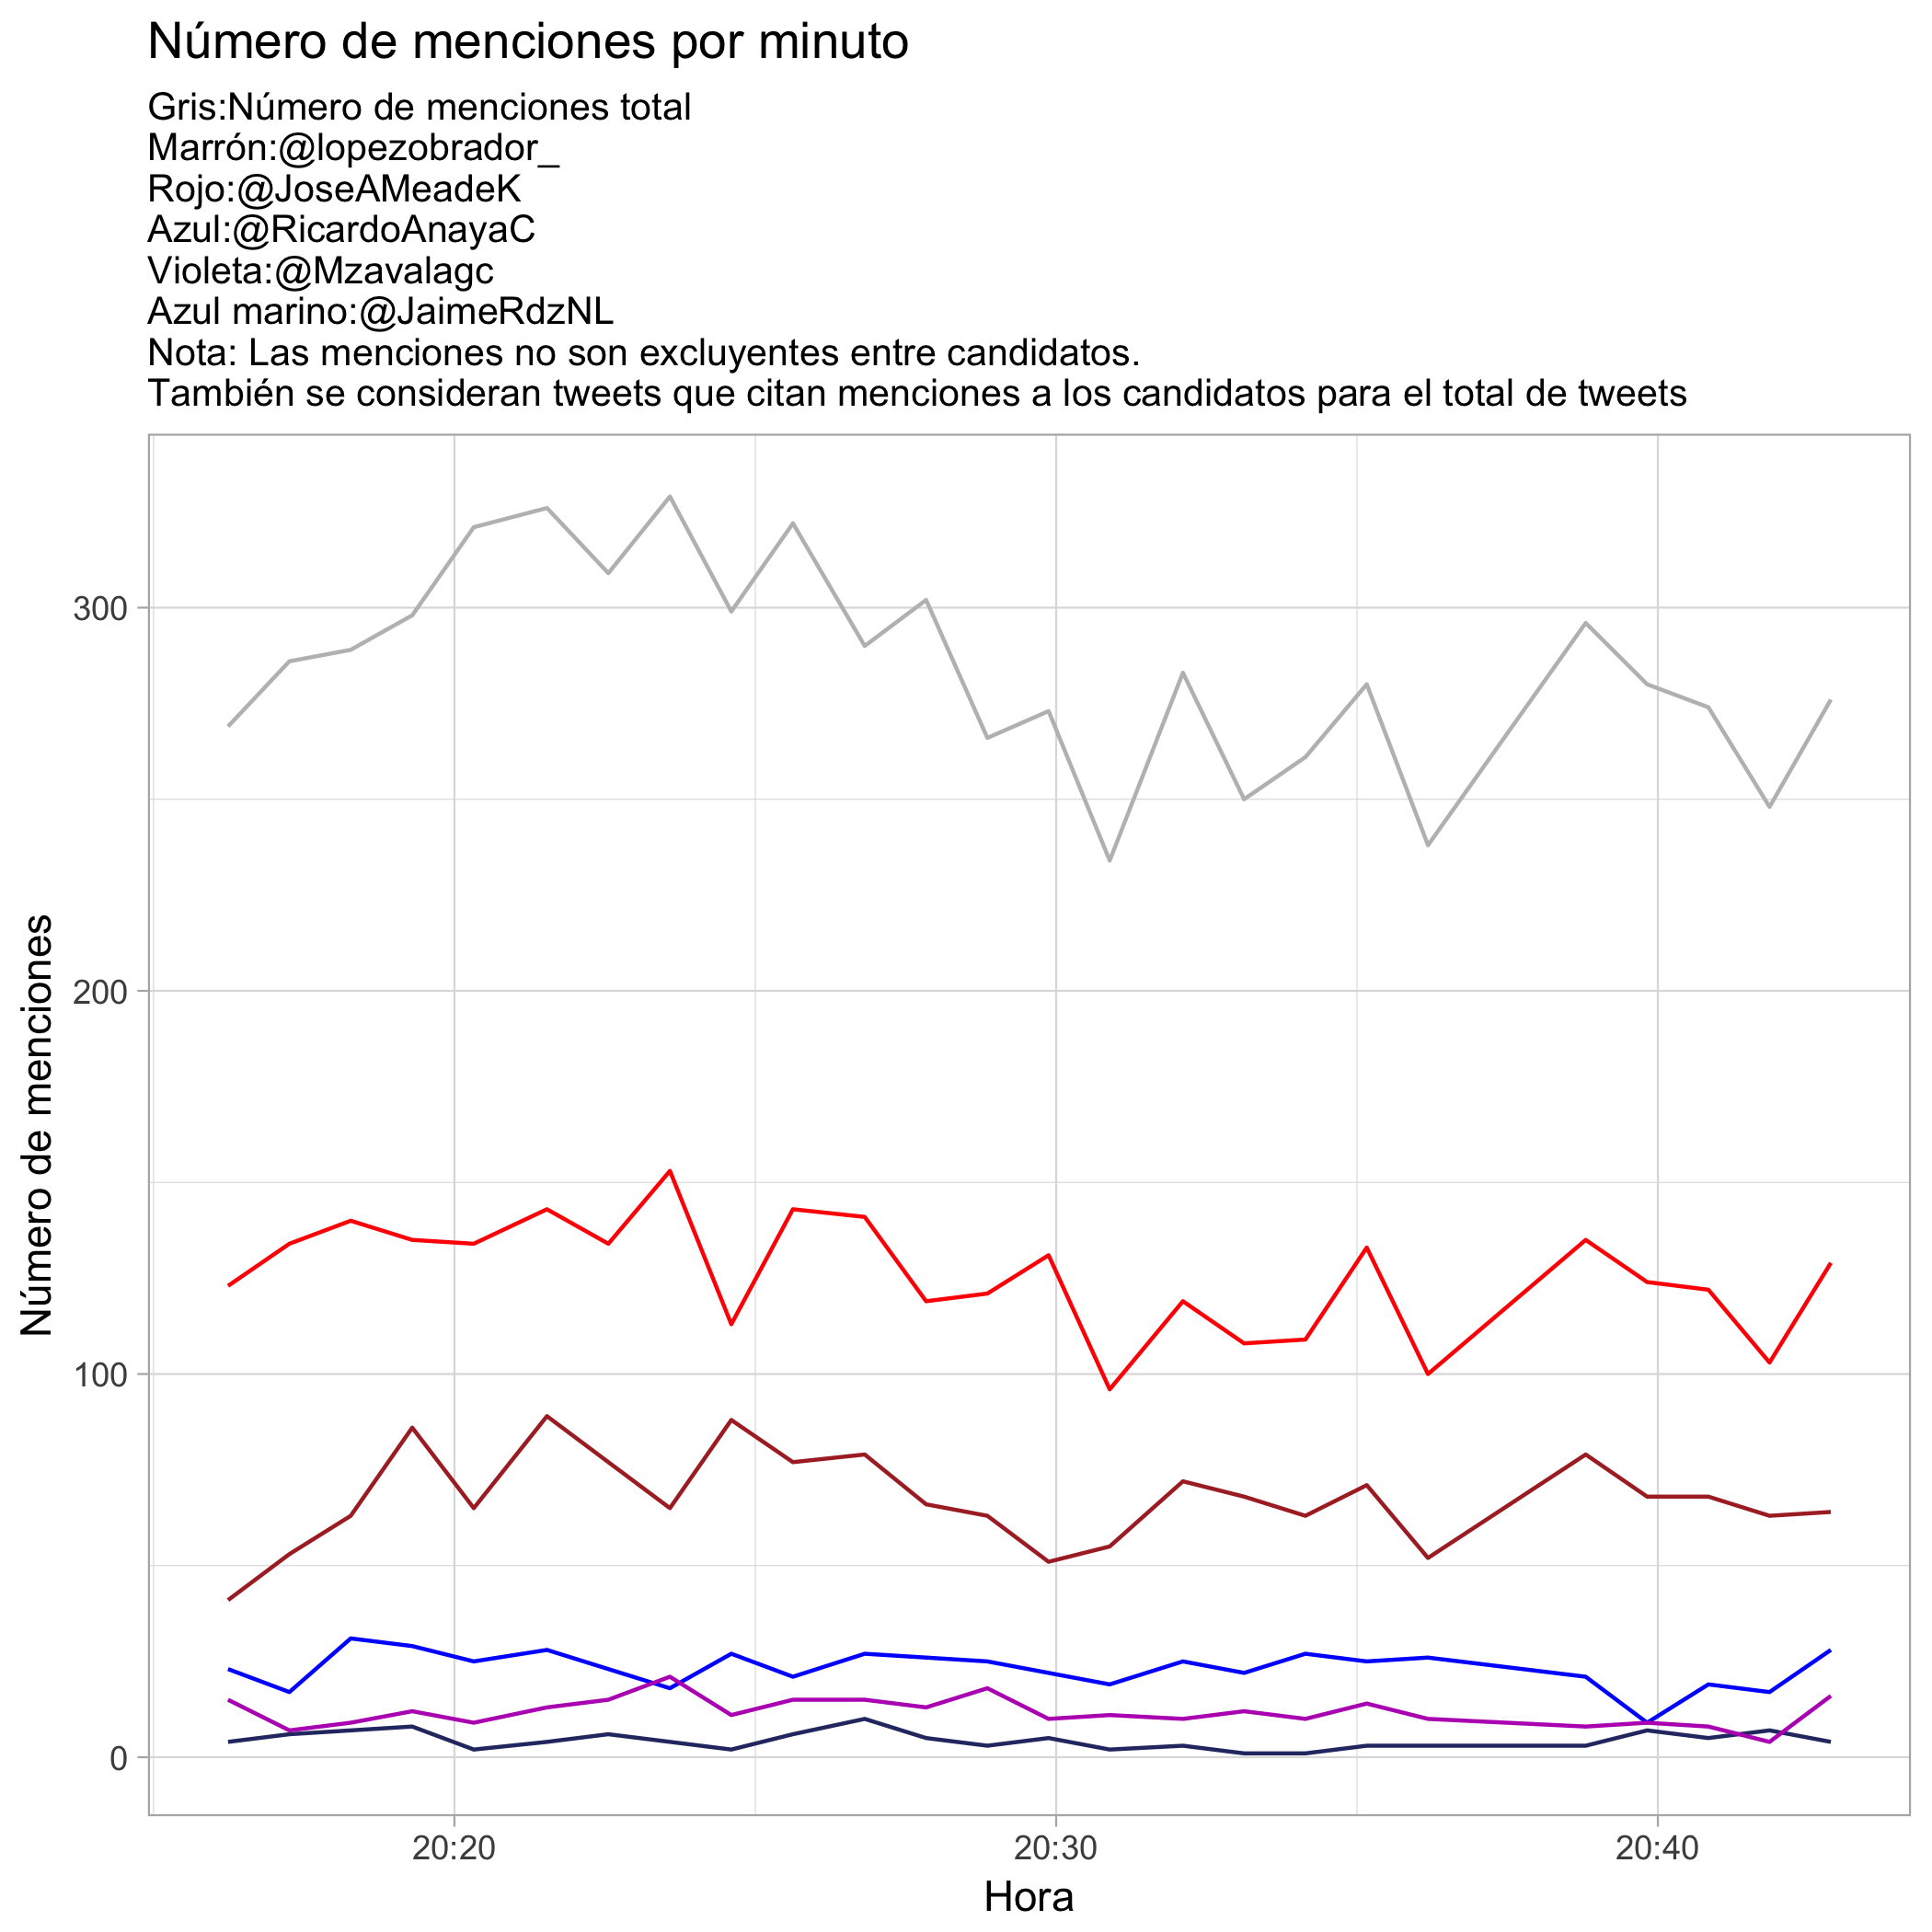 Número de menciones por minuto
Gris:Número de menciones total
Marrón:@lopezobrador_
Rojo:@JoseAMeadeK
Azul:@RicardoAnayaC
Violeta:@Mzavalagc
Azul marino:@JaimeRdzNL
Nota: Las menciones no son excluyentes entre candidatos.
También se consideran tweets que citan menciones a los candidatos para el total de tweets
Número de menciones
300
200
100
0
20:20
20:30
20:40
Hora